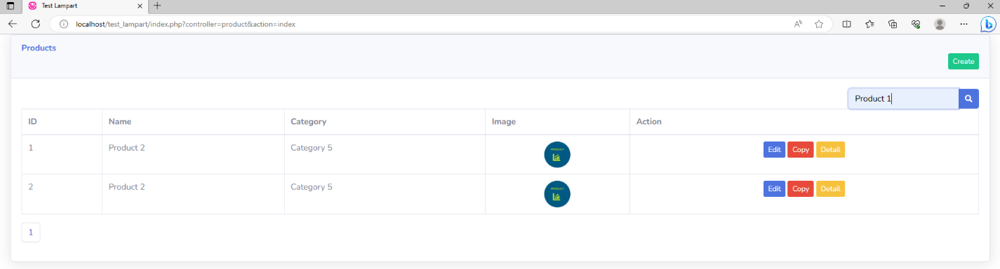 Test Lampart
localhost/test_lampart/index.php?controller=product&action=index
Products
Create
Product 1
ID Name Category Image Action
1 Product 2 Category 5 PRODUCT Edit Copy Detail
2 Product 2 Category 5 PRODUCT Edit Copy Detail
1